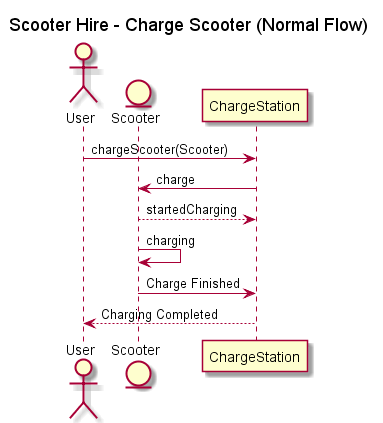 Scooter Hire - Charge Scooter (Normal Flow)
User
Scooter
ChargeStation
chargeScooter(Scooter)
charge
startedCharging
charging
Charge Finished
Charging Completed
User
Scooter
ChargeStation